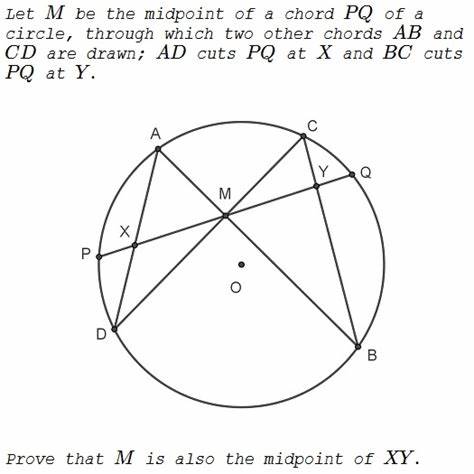 Let M be the midpoint of a chord PQ of a
circle, through which two other chords AB and
CD are drawn; AD cuts PQ at X and BC cuts
PQ at Y.
C
A
Y
Q
M
X
P
O
D
B
Prove that M is also the midpoint of XY.